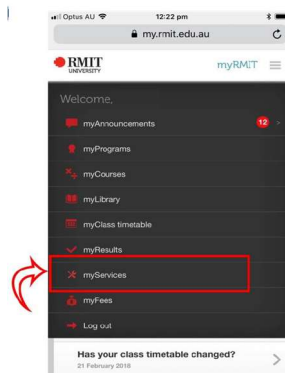 Optus AU 12:22 pm
my.rmit.edu.au
RMIT myRMIT
UNIVERSITY
Welcome,
myAnnouncements 12 >
myPrograms
myCourses
myLibrary
myClass timetable
myResults
myServices
myFees
Log out
Has your class timetable changed? >
21 February 2018